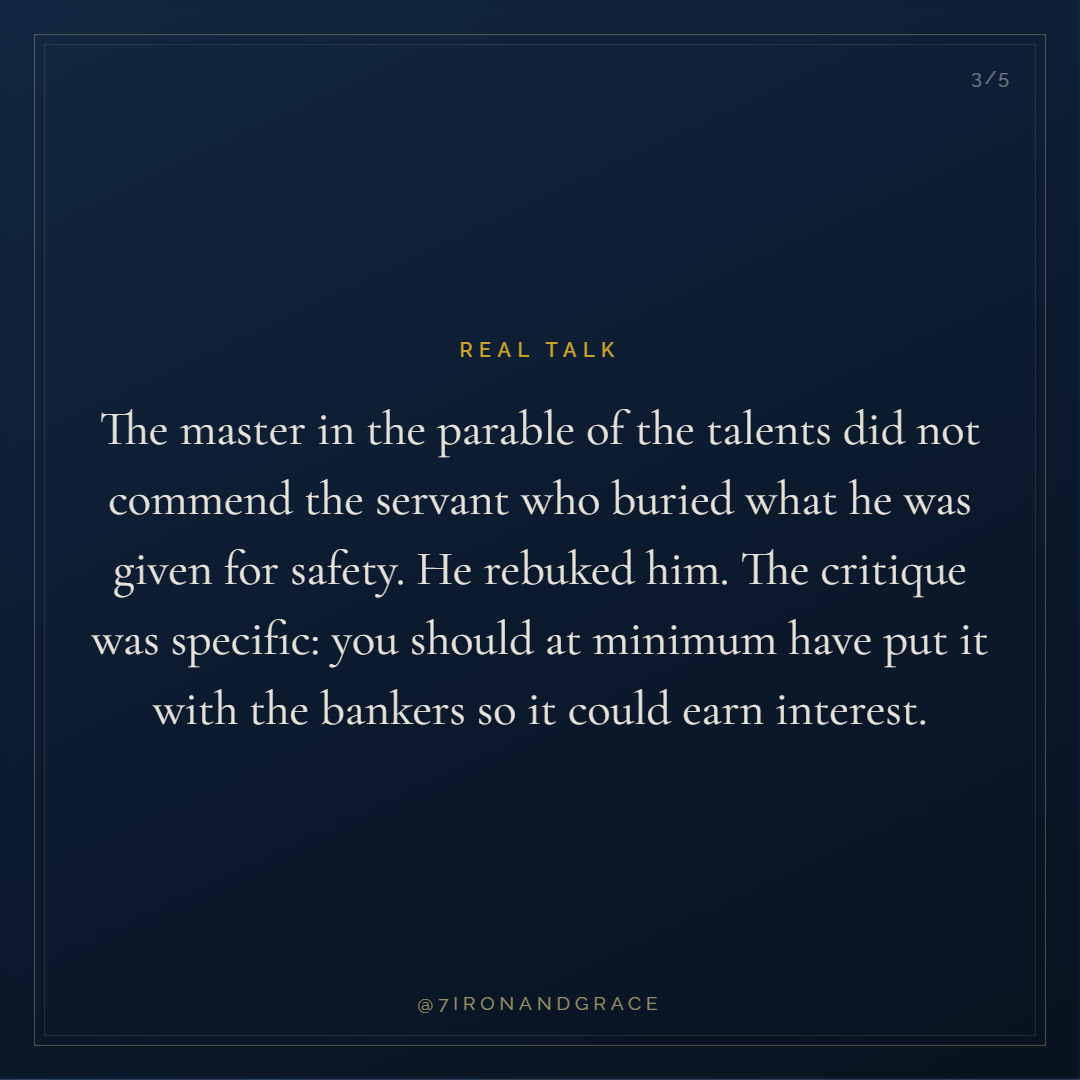 3/5
REAL TALK
The master in the parable of the talents did not
commend the servant who buried what he was
given for safety. He rebuked him. The critique
was specific: you should at minimum have put it
with the bankers so it could earn interest.
@7IRONANDGRACE